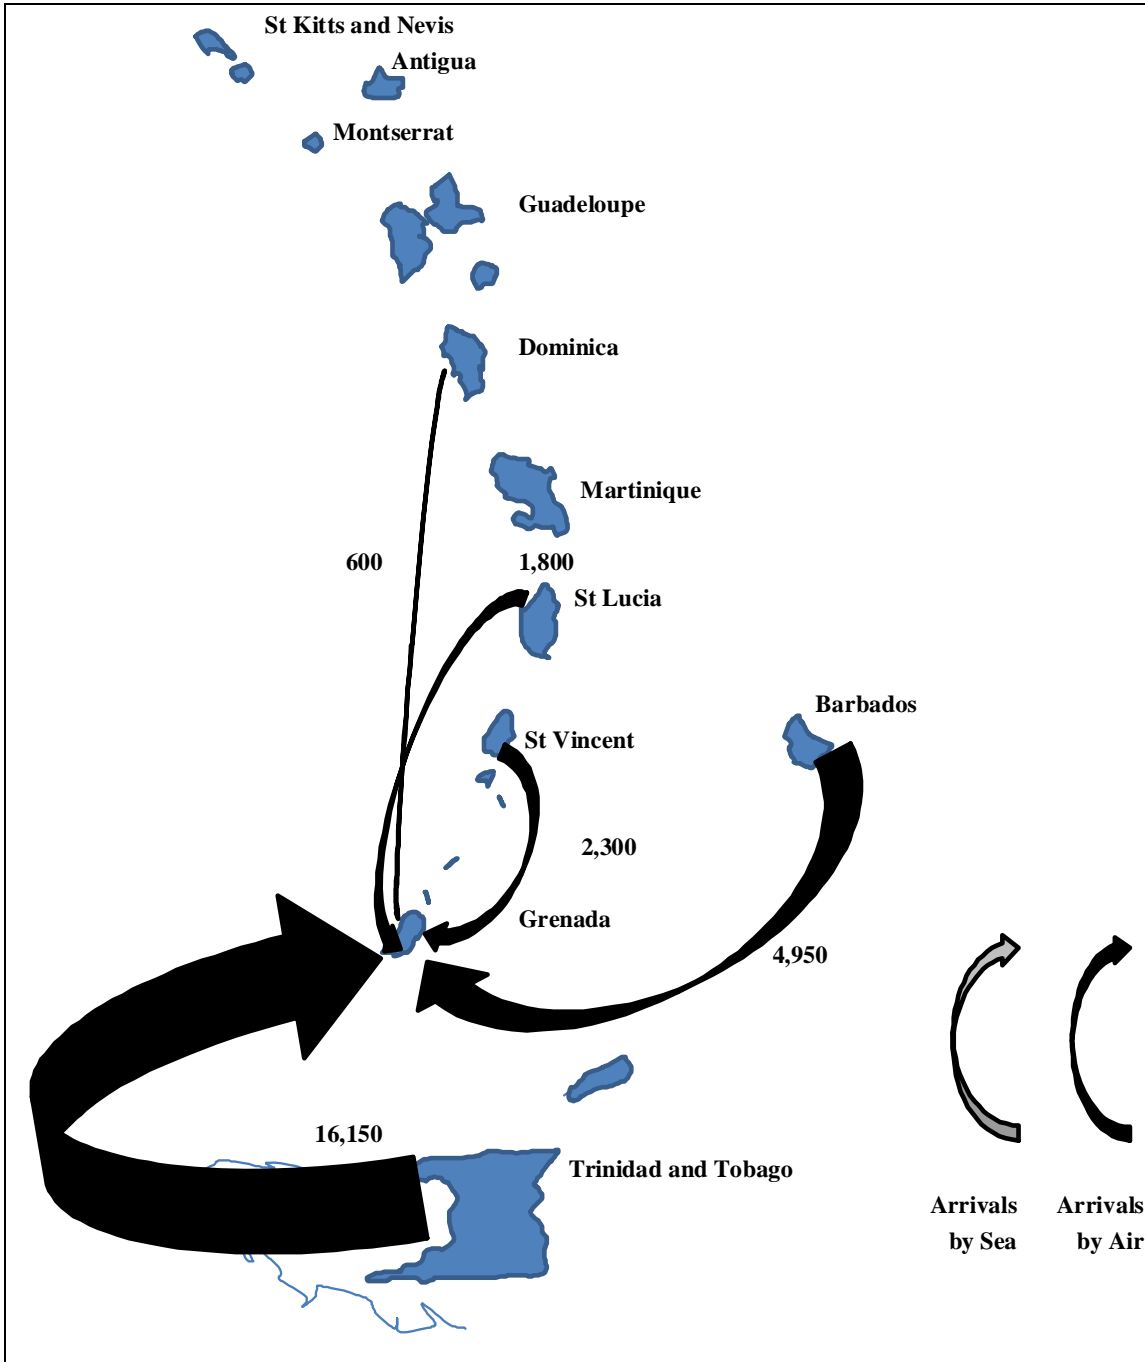 St Kitts and Nevis
Antigua
Montserrat
Guadeloupe
Dominica
Martinique
600
1,800
St Lucia
Barbados
St Vincent
2,300
Grenada
4,950
16,150
Trinidad and Tobago
Arrivals
by Sea
Arrivals
by Air